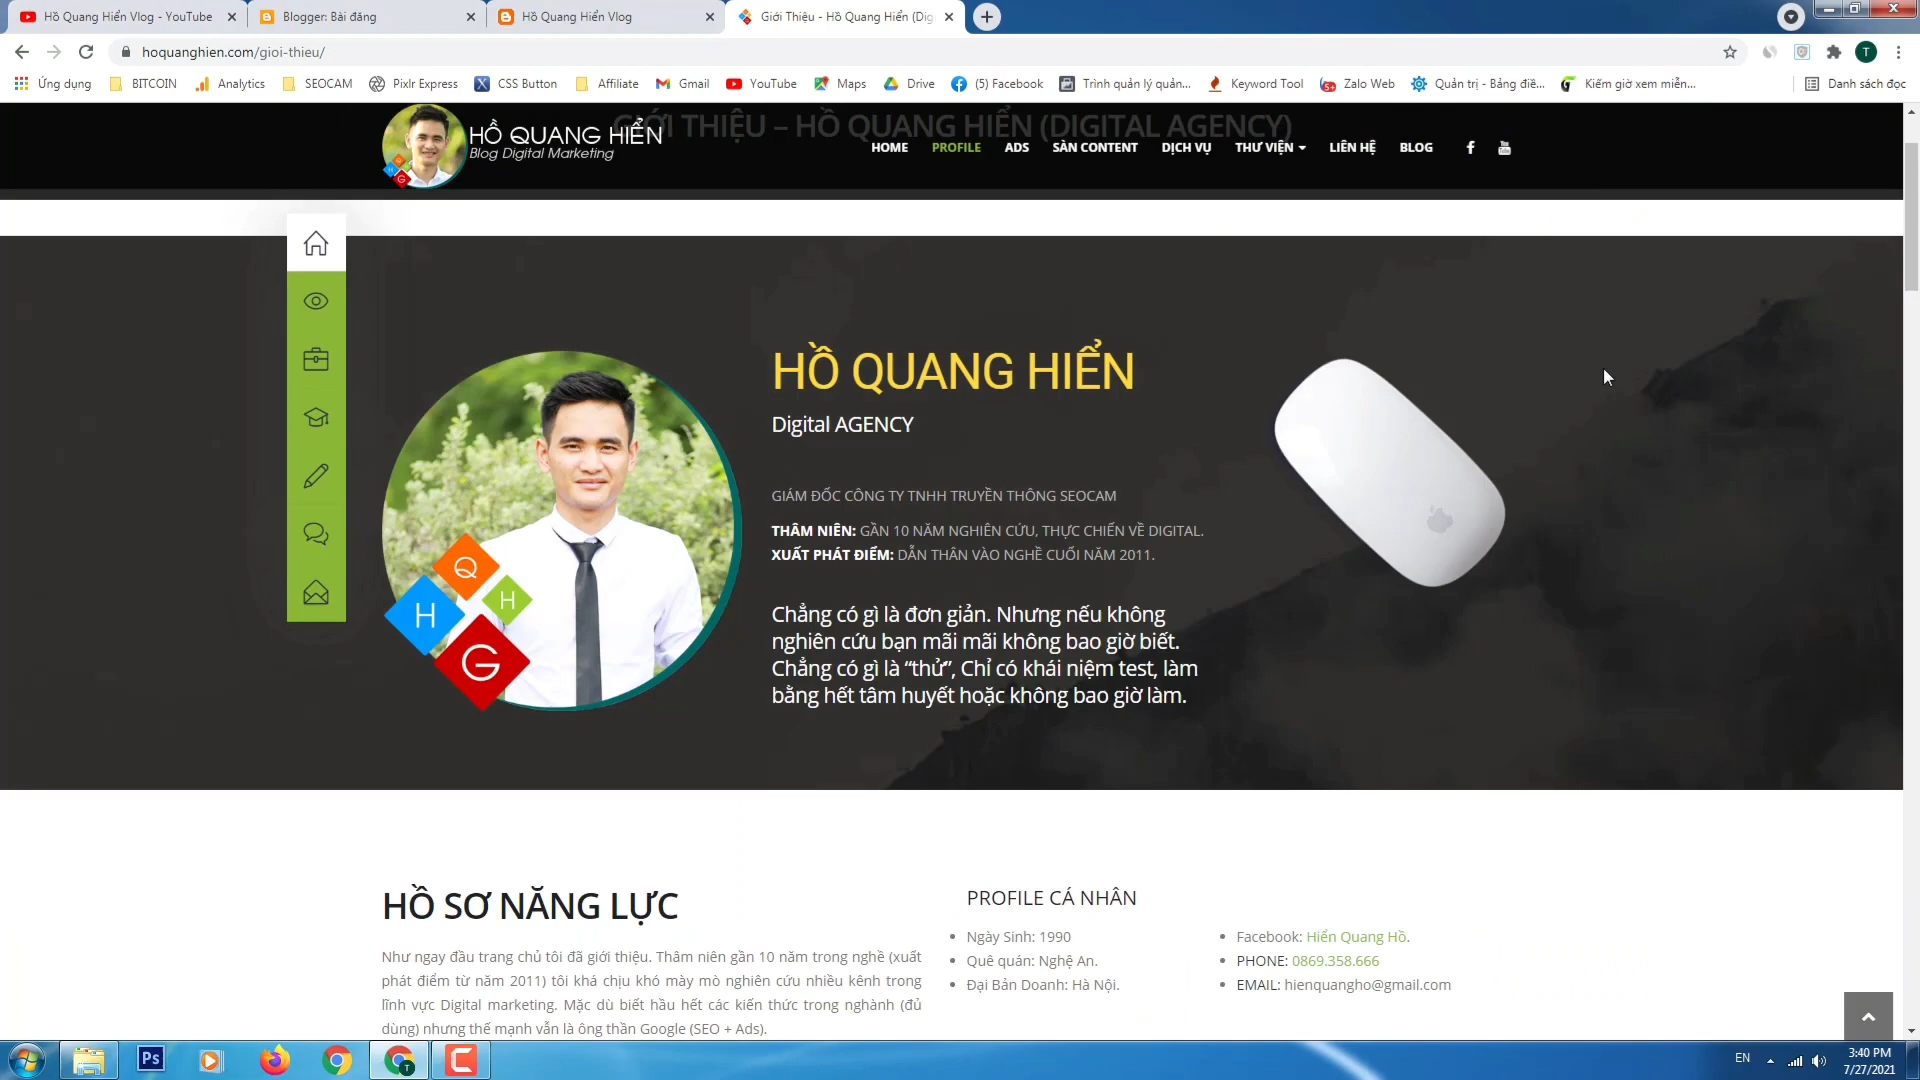 Hồ Quang Hiển Vlog - YouTube
Blogger: Bài đăng
Hồ Quang Hiển Vlog
Giới Thiệu - Hồ Quang Hiển (Dig
hoquanghien.com/gioi-thieu/
T
Ứng dụng
BITCOIN
Analytics
SEOCAM
Pixlr Express
CSS Button
Affiliate
Gmail
YouTube
Maps
Drive
(5) Facebook
Trình quản lý quản...
Keyword Tool
Zalo Web
Quản trị - Bảng điề...
Kiếm giờ xem miễn...
Danh sách đọc
GIỚI THIỆU – HỒ QUANG HIỂN (DIGITAL AGENCY)
HỒ QUANG HIỂN
Blog Digital Marketing
HOME
PROFILE
ADS
SÀN CONTENT
DỊCH VỤ
THƯ VIỆN
LIÊN HỆ
BLOG
HỒ QUANG HIỂN
Digital AGENCY
GIÁM ĐỐC CÔNG TY TNHH TRUYỀN THÔNG SEOCAM
THÂM NIÊN: GẦN 10 NĂM NGHIÊN CỨU, THỰC CHIẾN VỀ DIGITAL.
XUẤT PHÁT ĐIỂM: DẪN THÂN VÀO NGHỀ CUỐI NĂM 2011.
Q
H
H
G
Chẳng có gì là đơn giản. Nhưng nếu không
nghiên cứu bạn mãi mãi không bao giờ biết.
Chẳng có gì là “thử”, Chỉ có khái niệm test, làm
bằng hết tâm huyết hoặc không bao giờ làm.
HỒ SƠ NĂNG LỰC
Như ngay đầu trang chủ tôi đã giới thiệu. Thâm niên gần 10 năm trong nghề (xuất
phát điểm từ năm 2011) tôi khá chịu khó mày mò nghiên cứu nhiều kênh trong
lĩnh vực Digital marketing. Mặc dù biết hầu hết các kiến thức trong nghành (đủ
dùng) nhưng thế mạnh vẫn là ông thần Google (SEO + Ads).
PROFILE CÁ NHÂN
Ngày Sinh: 1990
Quê quán: Nghệ An.
Đại Bản Doanh: Hà Nội.
Facebook: Hiển Quang Hồ.
PHONE: 0869.358.666
EMAIL: hienquangho@gmail.com
Ps
T
EN
3:40 PM
7/27/2021